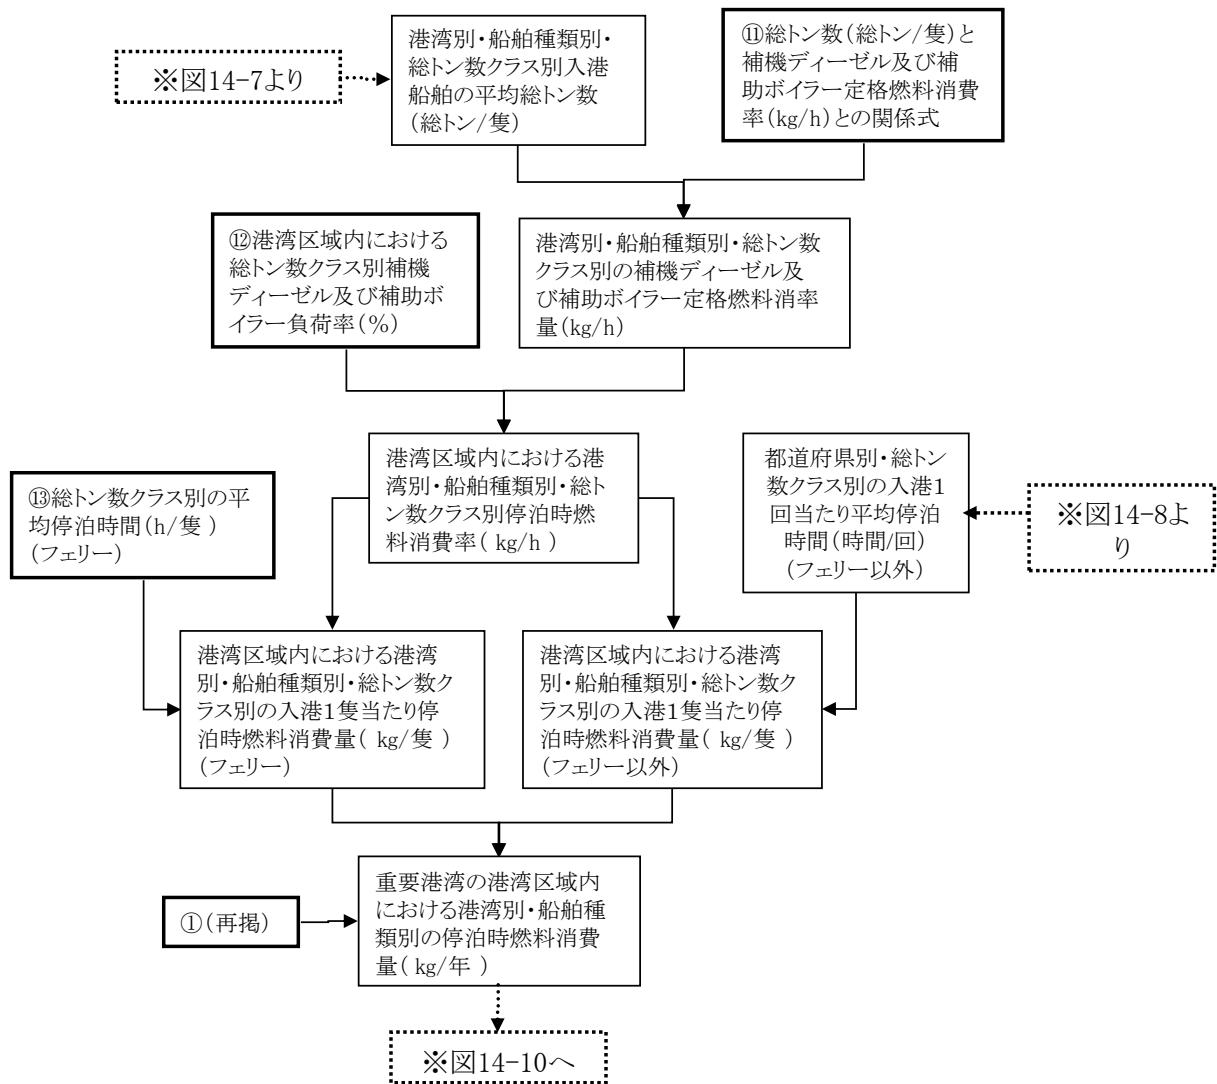 港湾別・船舶種類別・
総トン数クラス別入港
船舶の平均総トン数
(総トン/隻)
⑪総トン数(総トン/隻)と
補機ディーゼル及び補
助ボイラー定格燃料消費
率(kg/h)との関係式
※図14-7より
⑫港湾区域内における
総トン数クラス別補機
ディーゼル及び補助ボ
イラー負荷率(%)
港湾別・船舶種類別・総トン数
クラス別の補機ディーゼル及
び補助ボイラー定格燃料消率
量(kg/h)
港湾区域内における港
湾別・船舶種類別・総ト
ン数クラス別停泊時燃
料消費率( kg/h )
都道府県別・総トン
数クラス別の入港1
回当たり平均停泊
時間(時間/回)
(フェリー以外)
⑬総トン数クラス別の平
均停泊時間(h/隻 )
(フェリー)
※図14-8よ
り
港湾区域内における港湾
別・船舶種類別・総トン数ク
ラス別の入港1隻当たり停
泊時燃料消費量( kg/隻 )
(フェリー)
港湾区域内における港湾
別・船舶種類別・総トン数ク
ラス別の入港1隻当たり停
泊時燃料消費量( kg/隻 )
(フェリー以外)
重要港湾の港湾区域内
における港湾別・船舶種
類別の停泊時燃料消費
量( kg/年 )
①(再掲)
※図14-10へ